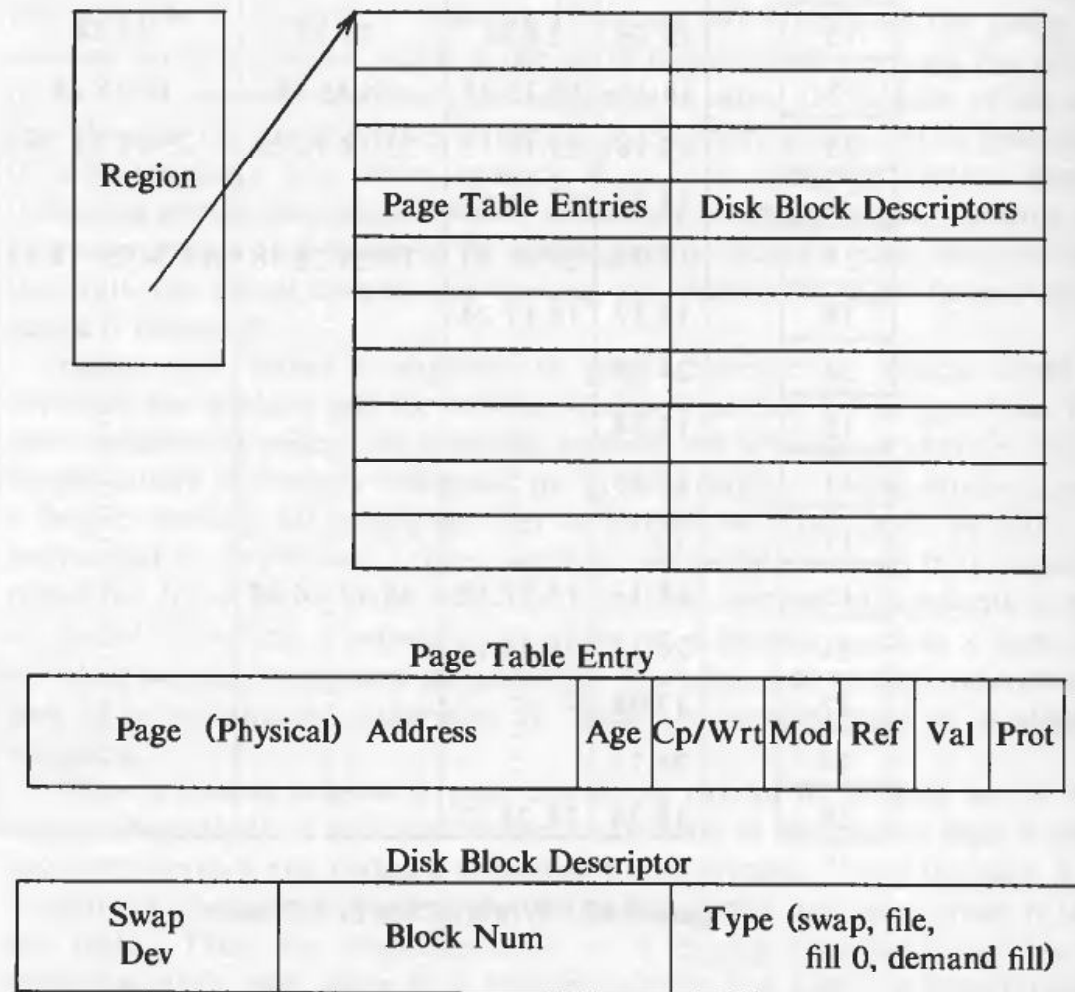 Region
Page Table Entries Disk Block Descriptors
Page Table Entry
Page (Physical) Address Age Cp/Wrt Mod Ref Val Prot
Disk Block Descriptor
Swap Block Num Type (swap, file,
Dev fill 0, demand fill)